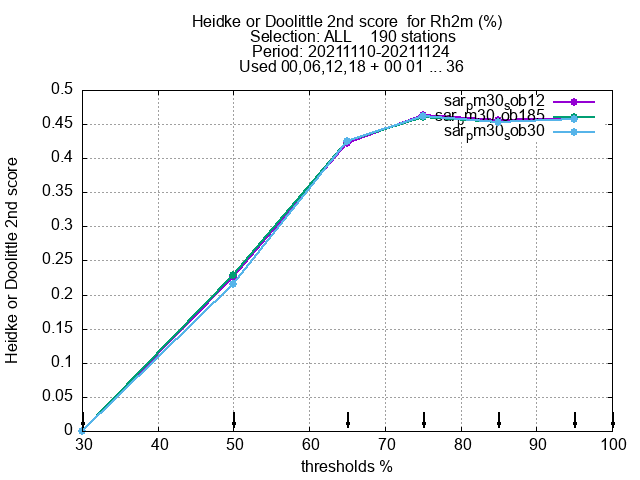 Heidke or Doolittle 2nd score  for Rh2m (%)
Selection: ALL    190 stations
Period: 20211110-20211124
Used 00,06,12,18 + 00 01 ... 36
0.5
0.45
0.4
0.35
0.3
0.25
0.2
0.15
0.1
0.05
0
Heidke or Doolittle 2nd score
sarpm30sob12
sarpm30sob185
sarpm30sob30
30 40 50 60 70 80 90 100
thresholds %